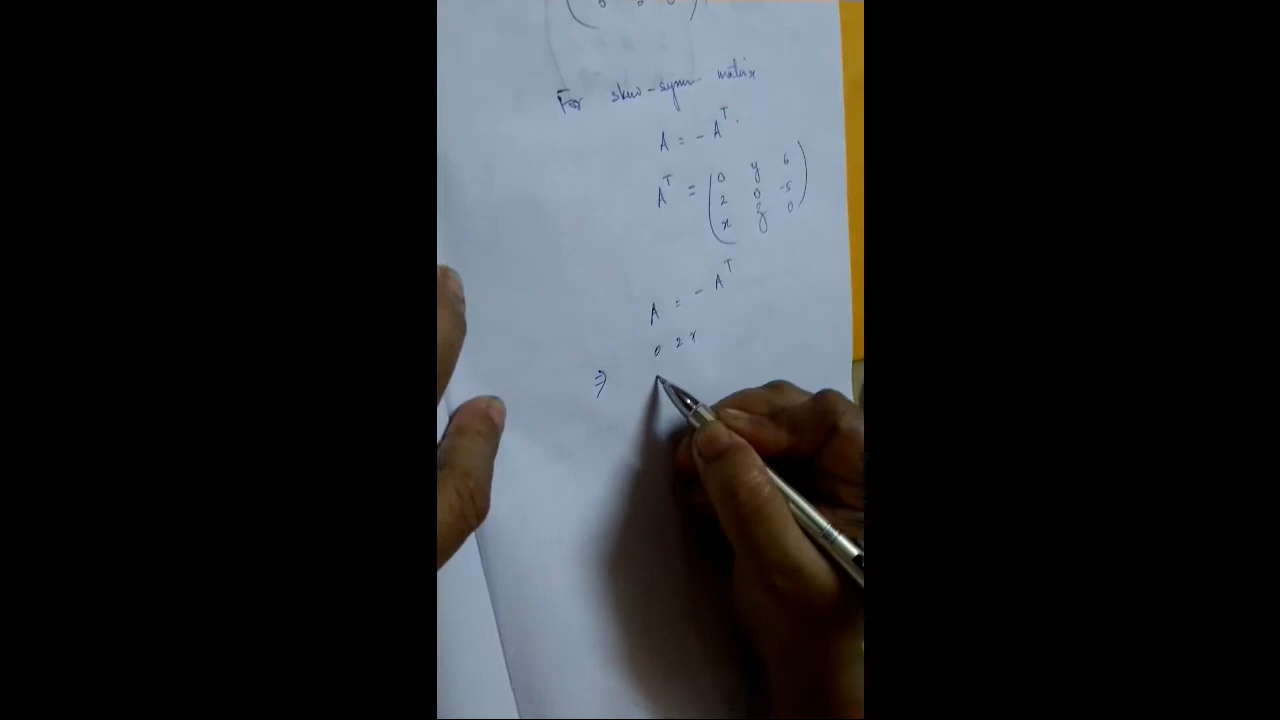 For skew-symm matrix
A = - A^T.
A^T = ( 0 y 6
2 0 -5
x z 0 )
A = - A^T
0 2 x
⇒